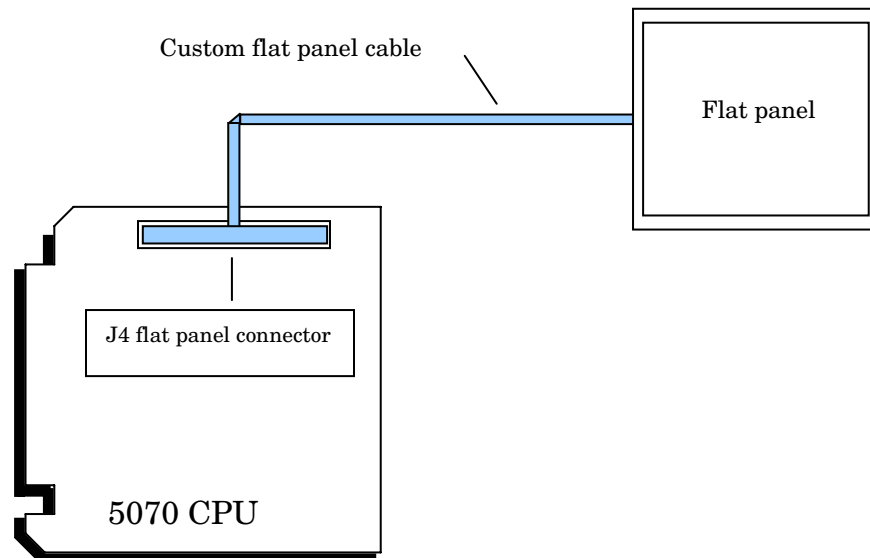 Custom flat panel cable
Flat panel
J4 flat panel connector
5070 CPU